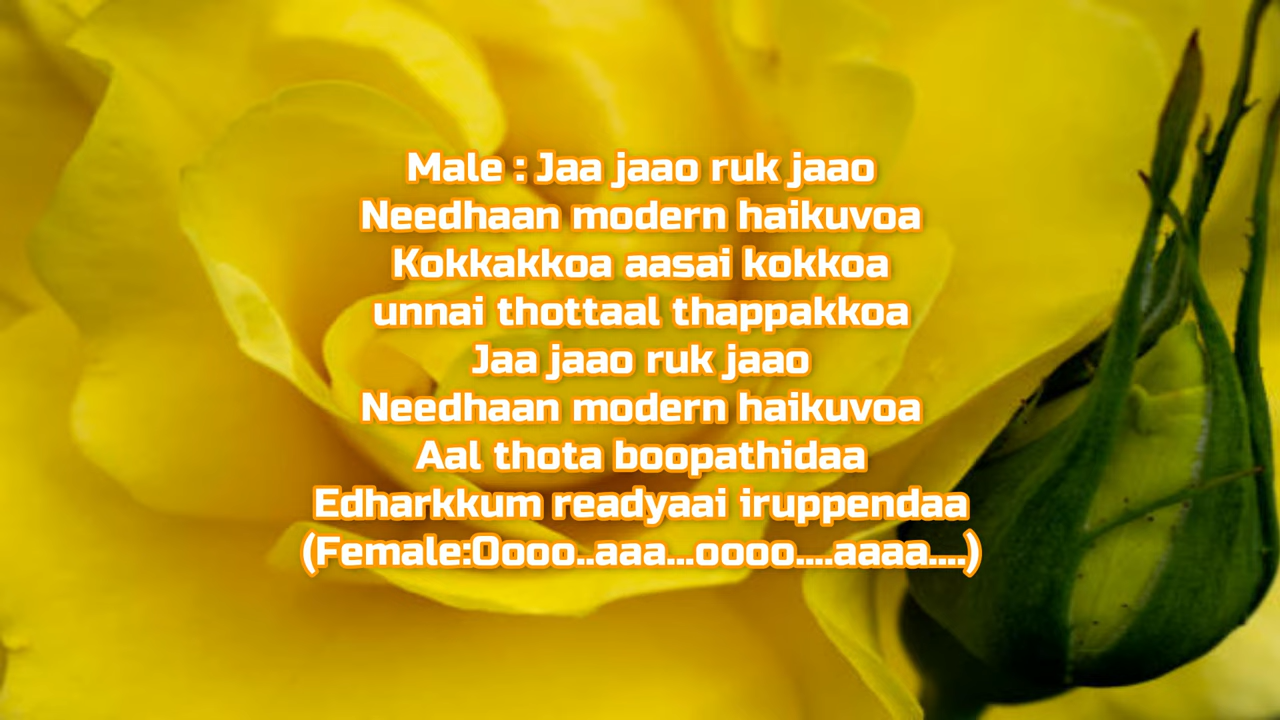 Male : Jaa jaao ruk jaao
Needhaan modern haikuvoa
Kokkakkoa aasai kokkoa
unnai thottaal thappakkoa
Jaa jaao ruk jaao
Needhaan modern haikuvoa
Aal thota boopathidaa
Edharkkum readyaai iruppendaa
(Female:Oooo..aaa...oooo....aaaa....)